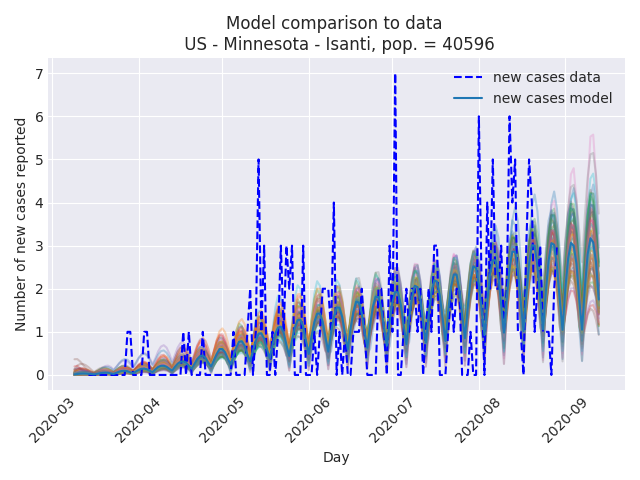 Model comparison to data
US - Minnesota - Isanti, pop. = 40596
new cases data
new cases model
Number of new cases reported
7
6
5
4
3
2
1
0
2020-03
2020-04
2020-05
2020-06
2020-07
2020-08
2020-09
Day